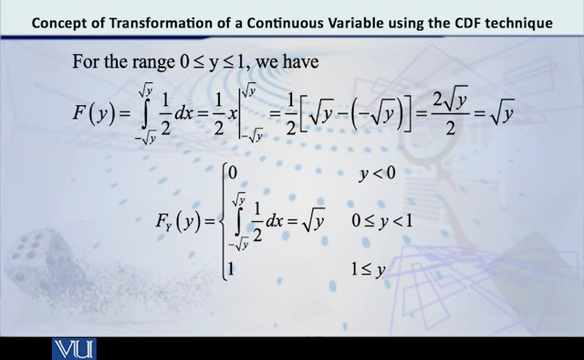 Concept of Transformation of a Continuous Variable using the CDF technique
For the range 0 ≤ y ≤ 1, we have
F(y) = ∫_{-√y}^{√y} 1/2 dx = 1/2 x |_{-√y}^{√y} = 1/2 [√y - (-√y)] = 2√y/2 = √y
F_Y(y) = { 0 y < 0
∫_{-√y}^{√y} 1/2 dx = √y 0 ≤ y < 1
1 1 ≤ y
VU